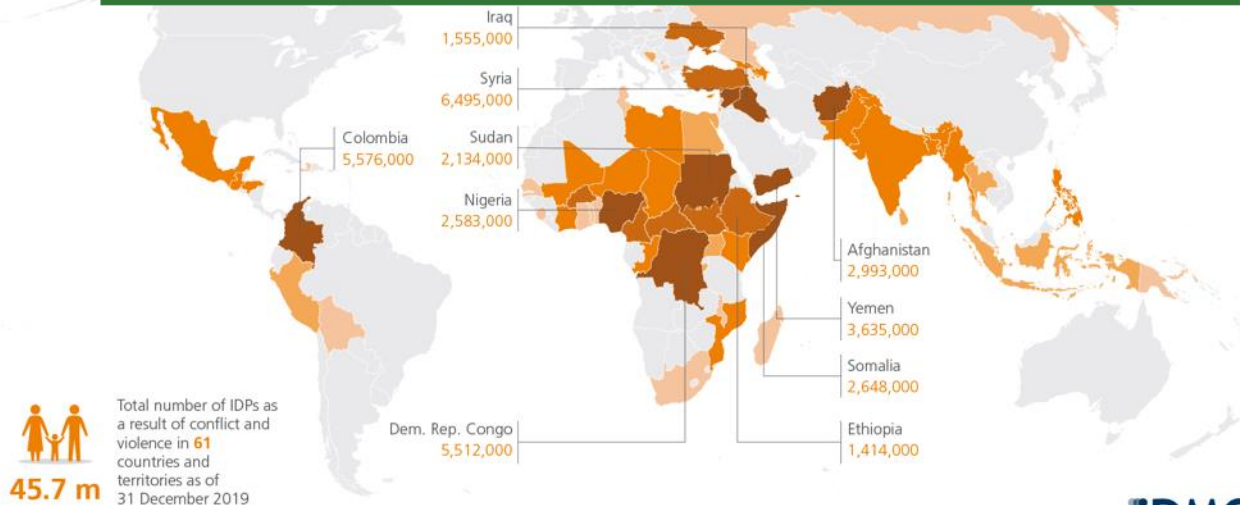 Iraq
1,555,000
Syria
6,495,000
Colombia
5,576,000
Sudan
2,134,000
Nigeria
2,583,000
Afghanistan
2,993,000
Yemen
3,635,000
Somalia
2,648,000
Dem. Rep. Congo
5,512,000
Ethiopia
1,414,000
Total number of IDPs as
a result of conflict and
violence in 61
countries and
territories as of
31 December 2019
45.7 m